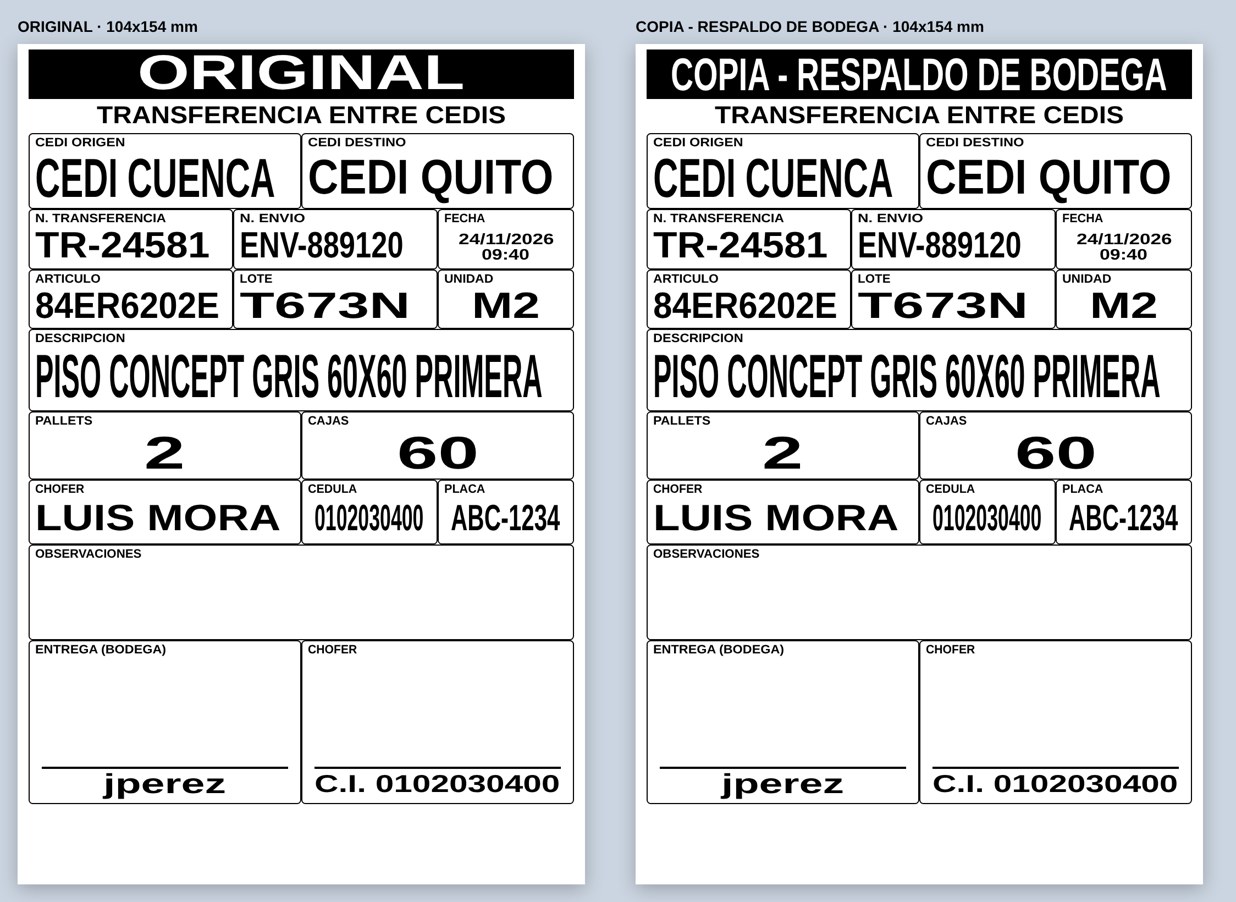 ORIGINAL · 104x154 mm
ORIGINAL
TRANSFERENCIA ENTRE CEDIS
CEDI ORIGEN
CEDI CUENCA
CEDI DESTINO
CEDI QUITO
N. TRANSFERENCIA
TR-24581
N. ENVIO
ENV-889120
FECHA
24/11/2026
09:40
ARTICULO
84ER6202E
LOTE
T673N
UNIDAD
M2
DESCRIPCION
PISO CONCEPT GRIS 60X60 PRIMERA
PALLETS
2
CAJAS
60
CHOFER
LUIS MORA
CEDULA
0102030400
PLACA
ABC-1234
OBSERVACIONES
ENTREGA (BODEGA)
jperez
CHOFER
C.I. 0102030400
COPIA - RESPALDO DE BODEGA · 104x154 mm
COPIA - RESPALDO DE BODEGA
TRANSFERENCIA ENTRE CEDIS
CEDI ORIGEN
CEDI CUENCA
CEDI DESTINO
CEDI QUITO
N. TRANSFERENCIA
TR-24581
N. ENVIO
ENV-889120
FECHA
24/11/2026
09:40
ARTICULO
84ER6202E
LOTE
T673N
UNIDAD
M2
DESCRIPCION
PISO CONCEPT GRIS 60X60 PRIMERA
PALLETS
2
CAJAS
60
CHOFER
LUIS MORA
CEDULA
0102030400
PLACA
ABC-1234
OBSERVACIONES
ENTREGA (BODEGA)
jperez
CHOFER
C.I. 0102030400